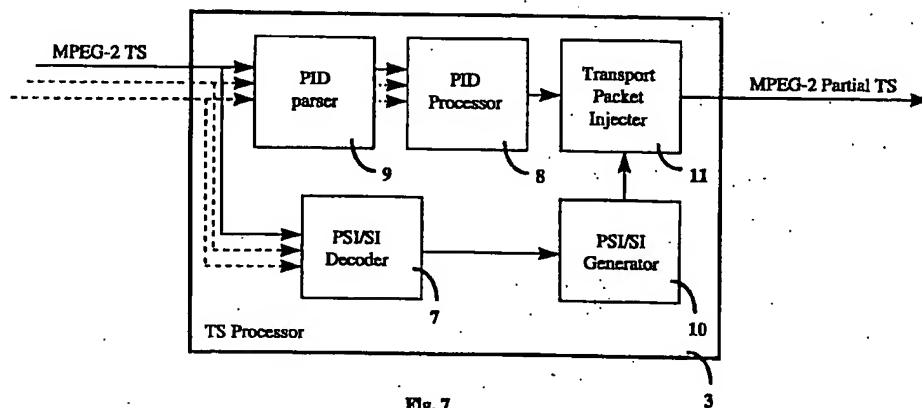 MPEG-2 TS
PID
parser
9
PID
Processor
8
Transport
Packet
Injecter
11
MPEG-2 Partial TS
PSI/SI
Decoder
7
PSI/SI
Generator
10
TS Processor
3
Fig. 7